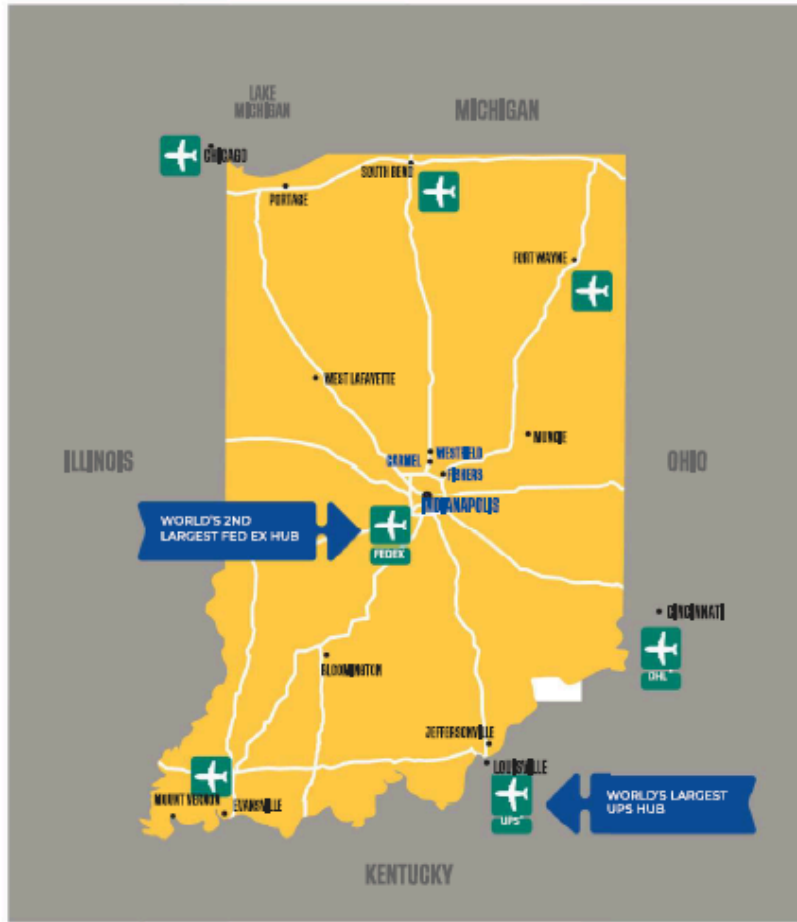 LAKE
MICHIGAN
MICHIGAN
CHICAGO
SOUTH BEND
PORTAGE
FORT WAYNE
WEST LAFAYETTE
MUNCIE
WESTFIELD
CARMEL
ILLINOIS
OHIO
FISHERS
INDIANAPOLIS
WORLD'S 2ND
LARGEST FED EX HUB
FEDEX
CINCINNATI
BLOOMINGTON
DHL*
JEFFERSONVILLE
LOUISVILLE
MOUNT VERNON
EVANSVILLE
WORLD'S LARGEST
UPS HUB
UPS*
KENTUCKY